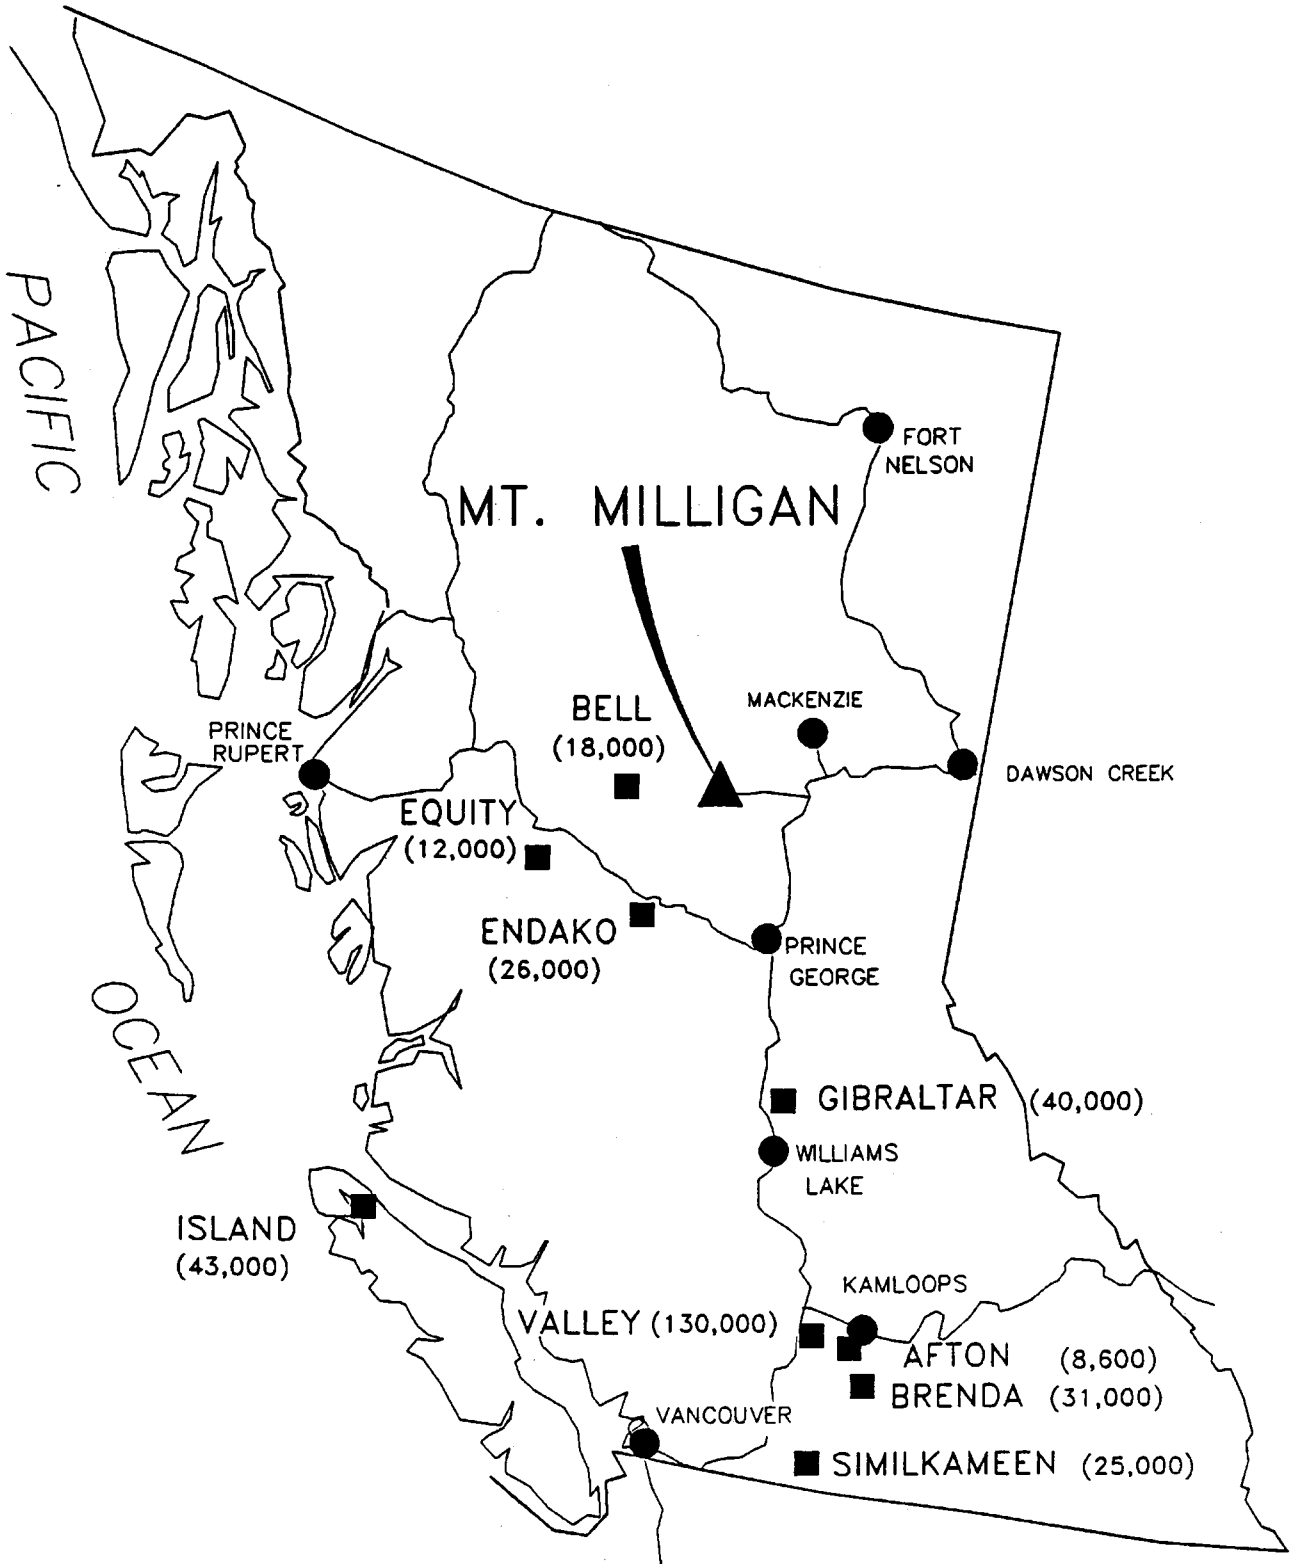 PACIFIC
FORT
NELSON
MT. MILLIGAN
MACKENZIE
BELL
(18,000)
PRINCE
RUPERT
DAWSON CREEK
EQUITY
(12,000)
ENDAKO
(26,000)
PRINCE
GEORGE
OCEAN
GIBRALTAR (40,000)
WILLIAMS
LAKE
ISLAND
(43,000)
KAMLOOPS
VALLEY (130,000)
AFTON (8,600)
BRENDA (31,000)
VANCOUVER
SIMILKAMEEN (25,000)